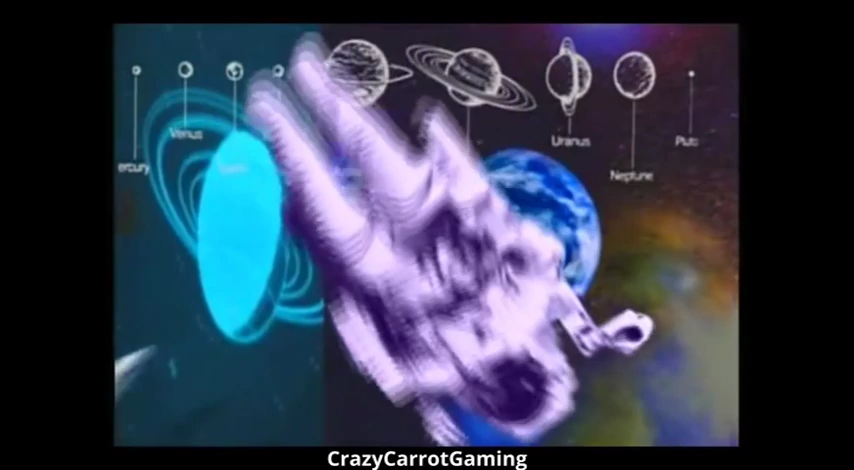 Venus
Uranus
Pluto
ercury
Neptune
CrazyCarrotGaming